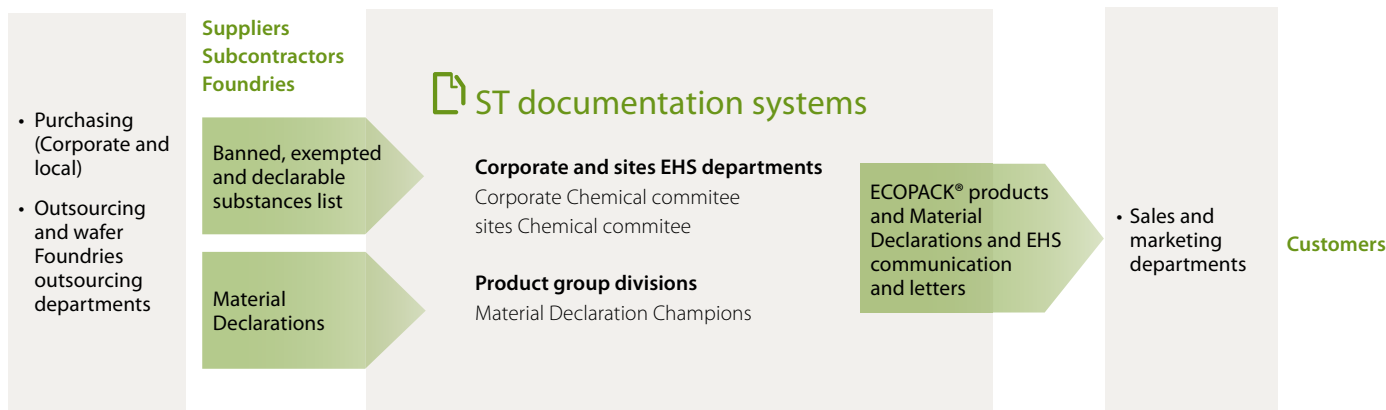 • Purchasing
(Corporate and
local)
• Outsourcing
and wafer
Foundries
outsourcing
departments
Suppliers
Subcontractors
Foundries
Banned, exempted
and declarable
substances list
Material
Declarations
ST documentation systems
Corporate and sites EHS departments
Corporate Chemical commitee
sites Chemical commitee
Product group divisions
Material Declaration Champions
ECOPACK® products
and Material
Declarations and EHS
communication
and letters
• Sales and
marketing
departments
Customers